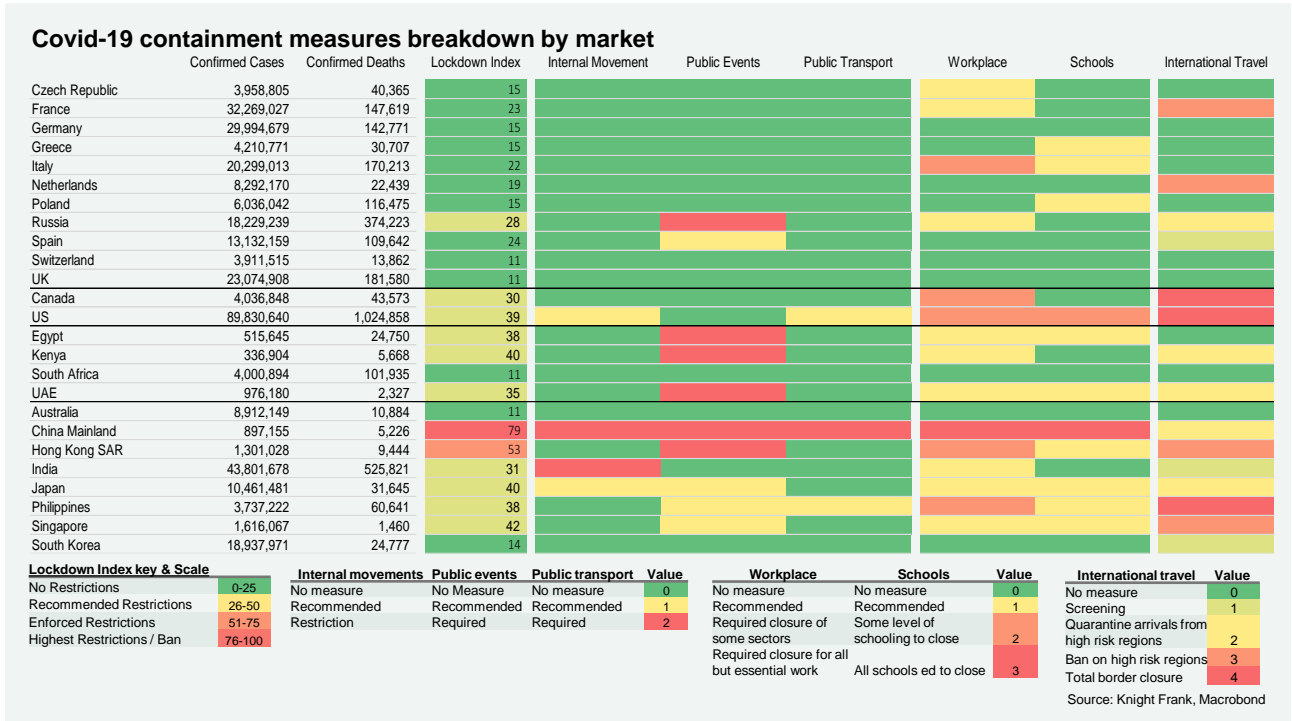 Covid-19 containment measures breakdown by market
Confirmed Cases Confirmed Deaths Lockdown Index Internal Movement Public Events Public Transport Workplace Schools International Travel
Czech Republic 3,958,805 40,365 15
France 32,269,027 147,619 23
Germany 29,994,679 142,771 15
Greece 4,210,771 30,707 15
Italy 20,299,013 170,213 22
Netherlands 8,292,170 22,439 19
Poland 6,036,042 116,475 15
Russia 18,229,239 374,223 28
Spain 13,132,159 109,642 24
Switzerland 3,911,515 13,862 11
UK 23,074,908 181,580 11
Canada 4,036,848 43,573 30
US 89,830,640 1,024,858 39
Egypt 515,645 24,750 38
Kenya 336,904 5,668 40
South Africa 4,000,894 101,935 11
UAE 976,180 2,327 35
Australia 8,912,149 10,884 11
China Mainland 897,155 5,226 79
Hong Kong SAR 1,301,028 9,444 53
India 43,801,678 525,821 31
Japan 10,461,481 31,645 40
Philippines 3,737,222 60,641 38
Singapore 1,616,067 1,460 42
South Korea 18,937,971 24,777 14
Lockdown Index key & Scale
No Restrictions 0-25
Recommended Restrictions 26-50
Enforced Restrictions 51-75
Highest Restrictions / Ban 76-100
Internal movements Public events Public transport Value
No measure No Measure No measure 0
Recommended Recommended Recommended 1
Restriction Required Required 2
Workplace Schools Value
No measure No measure 0
Recommended Recommended 1
Required closure of Some level of
some sectors schooling to close 2
Required closure for all
but essential work All schools ed to close 3
International travel Value
No measure 0
Screening 1
Quarantine arrivals from
high risk regions 2
Ban on high risk regions 3
Total border closure 4
Source: Knight Frank, Macrobond